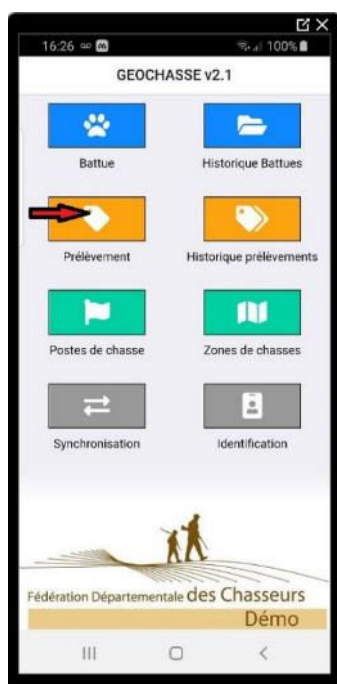 16:26 100%
GEOCHASSE v2.1
Battue Historique Battues
Prélèvement Historique prélèvements
Postes de chasse Zones de chasses
Synchronisation Identification
Fédération Départementale des Chasseurs
Démo